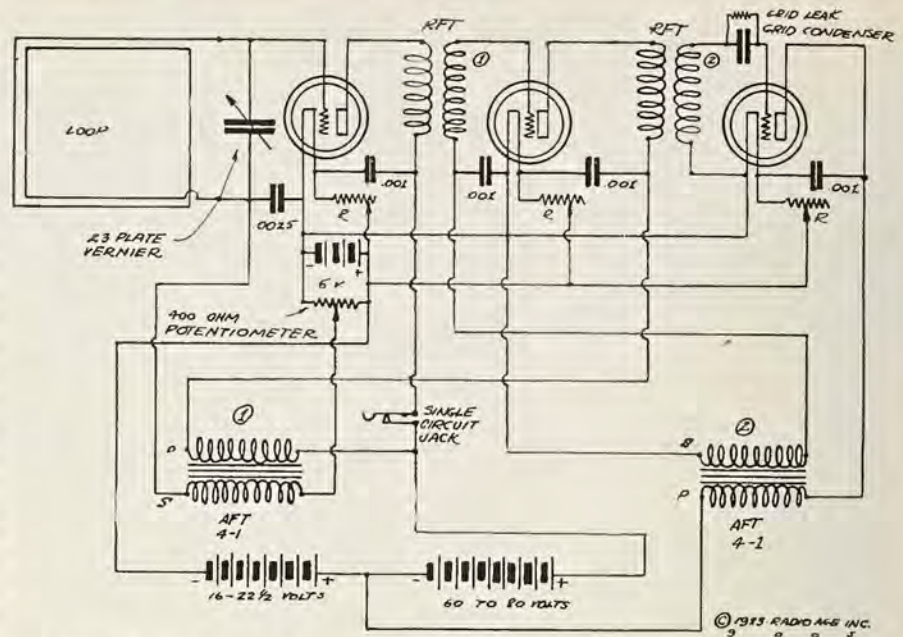 RFT
RFT
GRID LEAK
GRID CONDENSER
①
②
LOOP
.001
.001
.001
.001
R
R
R
.0025
23 PLATE
VERNIER
- +
6 V
400 OHM
POTENTIOMETER
①
SINGLE
CIRCUIT
JACK
②
P
S
B
P
AFT
4-1
AFT
4-1
- +
16-22½ VOLTS
- +
60 TO 80 VOLTS
© 1923 RADIO AGE INC.